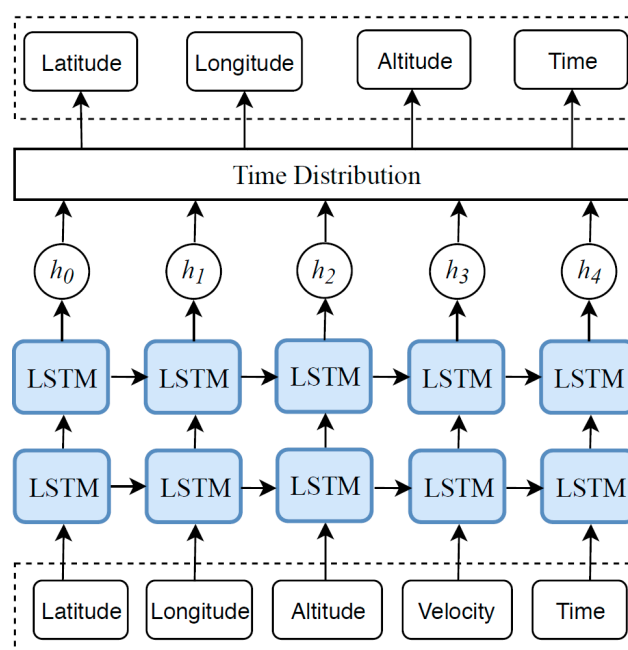 Latitude Longitude Altitude Time
Time Distribution
h0 h1 h2 h3 h4
LSTM LSTM LSTM LSTM LSTM
LSTM LSTM LSTM LSTM LSTM
Latitude Longitude Altitude Velocity Time